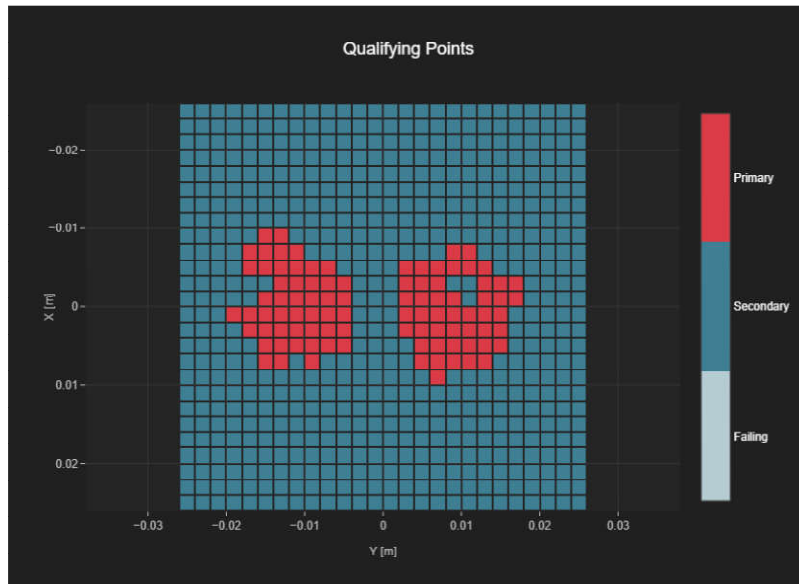 Qualifying Points
−0.02
−0.01
0
0.01
0.02
X [m]
−0.03
−0.02
−0.01
0
0.01
0.02
0.03
Y [m]
Primary
Secondary
Failing